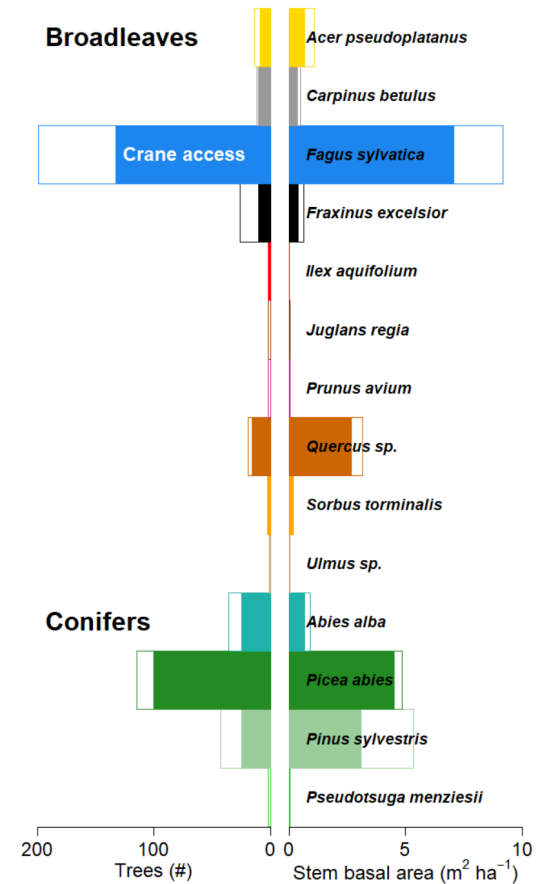 Broadleaves
Acer pseudoplatanus
Carpinus betulus
Crane access
Fagus sylvatica
Fraxinus excelsior
Ilex aquifolium
Juglans regia
Prunus avium
Quercus sp.
Sorbus torminalis
Ulmus sp.
Conifers
Abies alba
Picea abies
Pinus sylvestris
Pseudotsuga menziesii
200 100 0 0 5 10
Trees (#) Stem basal area (m² ha⁻¹)